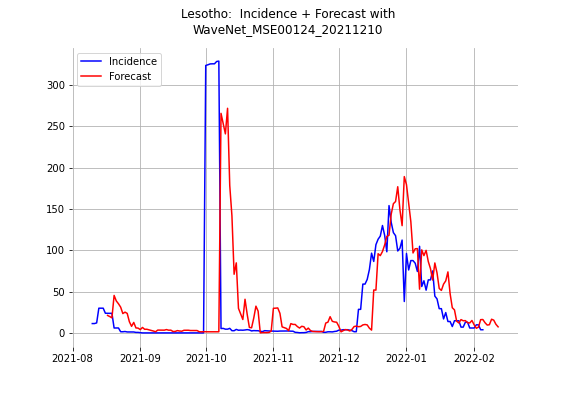 Lesotho:  Incidence + Forecast with
WaveNet_MSE00124_20211210
Incidence
Forecast
300
250
200
150
100
50
0
2021-08 2021-09 2021-10 2021-11 2021-12 2022-01 2022-02